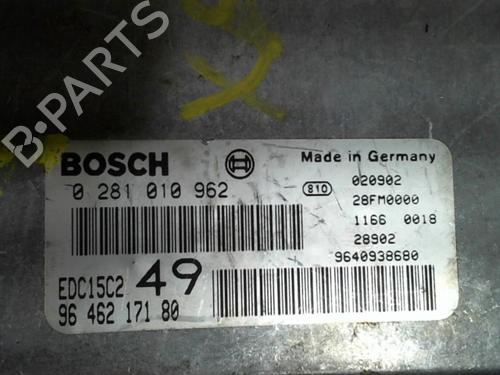 B-PARTS
BOSCH
Made in Germany
0 281 010 962
810
020902
28FM0000
1166 0018
28902
9640938680
EDC15C2 49
96 462 171 80